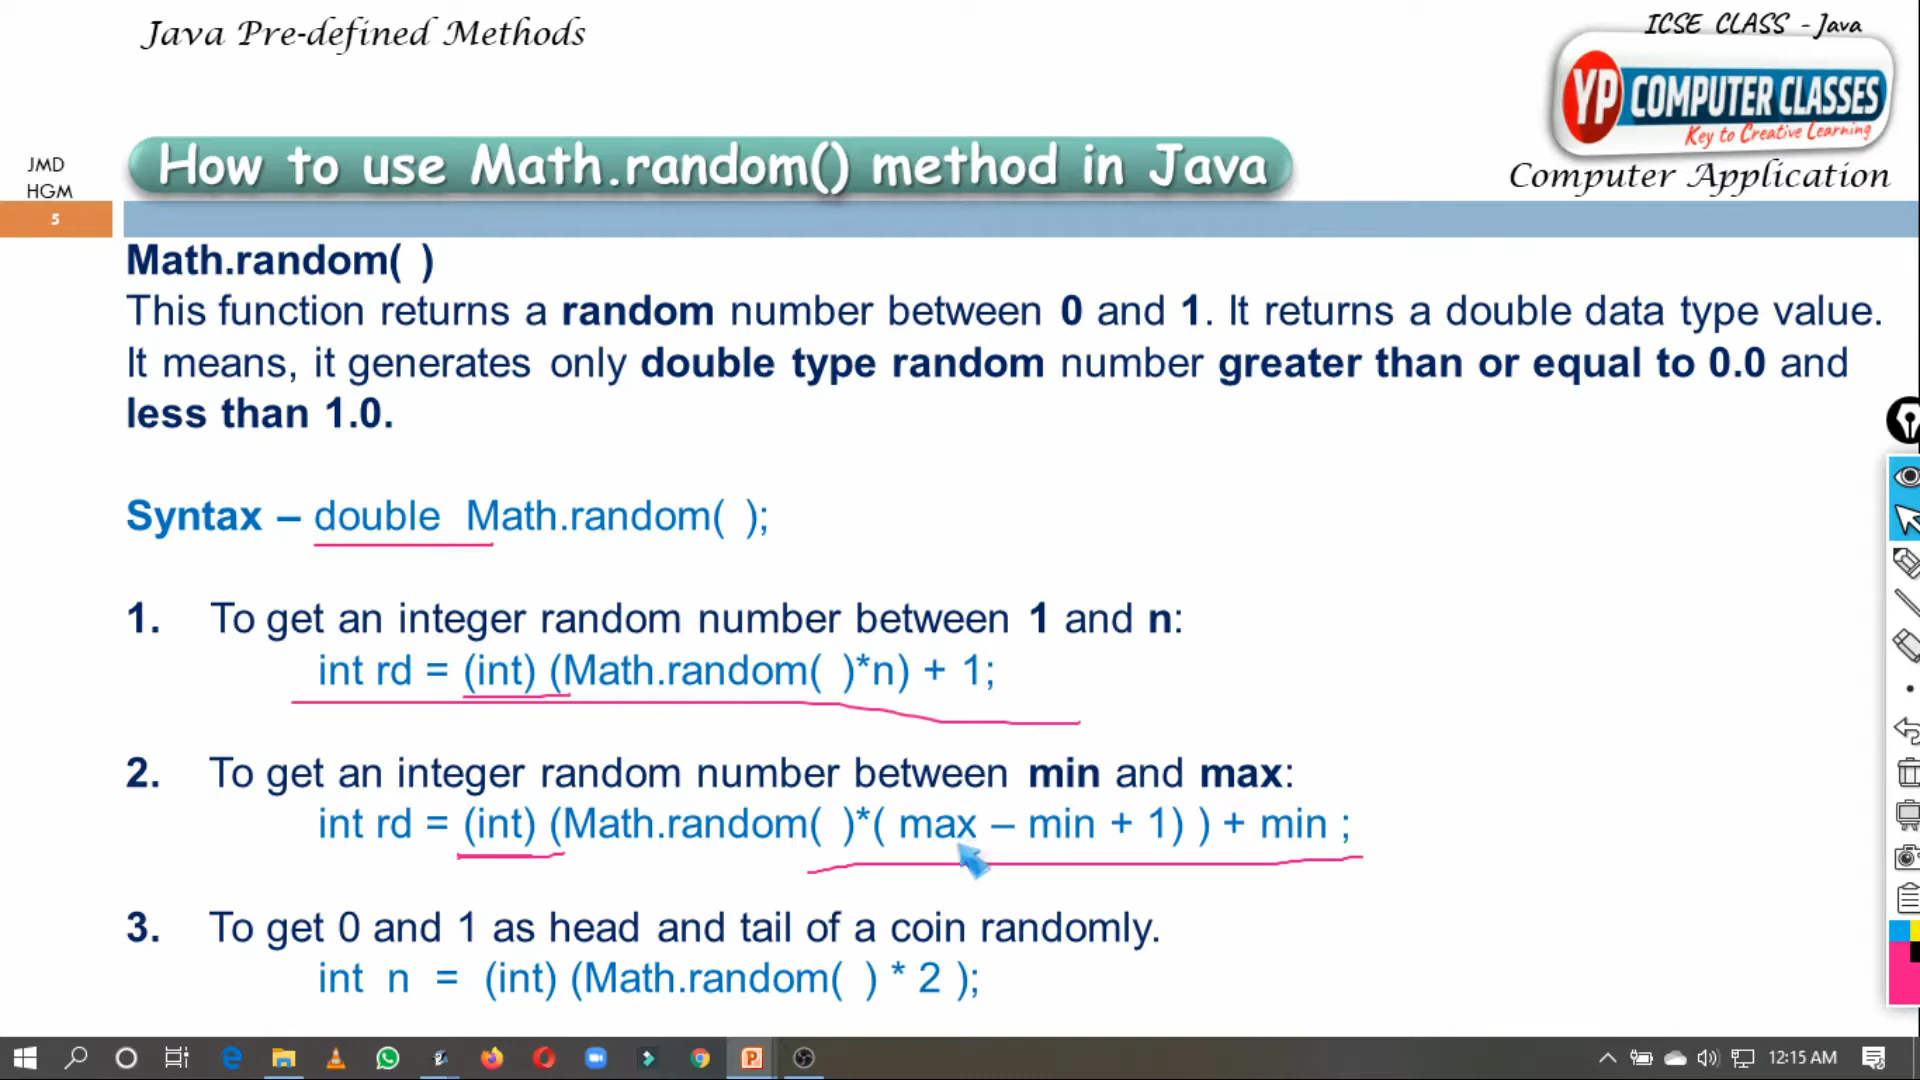 Java Pre-defined Methods
ICSE CLASS - Java
YP COMPUTER CLASSES
Key to Creative Learning
Computer Application
JMD
HGM
5
How to use Math.random() method in Java
Math.random( )
This function returns a random number between 0 and 1. It returns a double data type value.
It means, it generates only double type random number greater than or equal to 0.0 and
less than 1.0.
Syntax – double Math.random( );
1. To get an integer random number between 1 and n:
int rd = (int) (Math.random( )*n) + 1;
2. To get an integer random number between min and max:
int rd = (int) (Math.random( )*( max – min + 1) ) + min ;
3. To get 0 and 1 as head and tail of a coin randomly.
int n = (int) (Math.random( ) * 2 );
12:15 AM